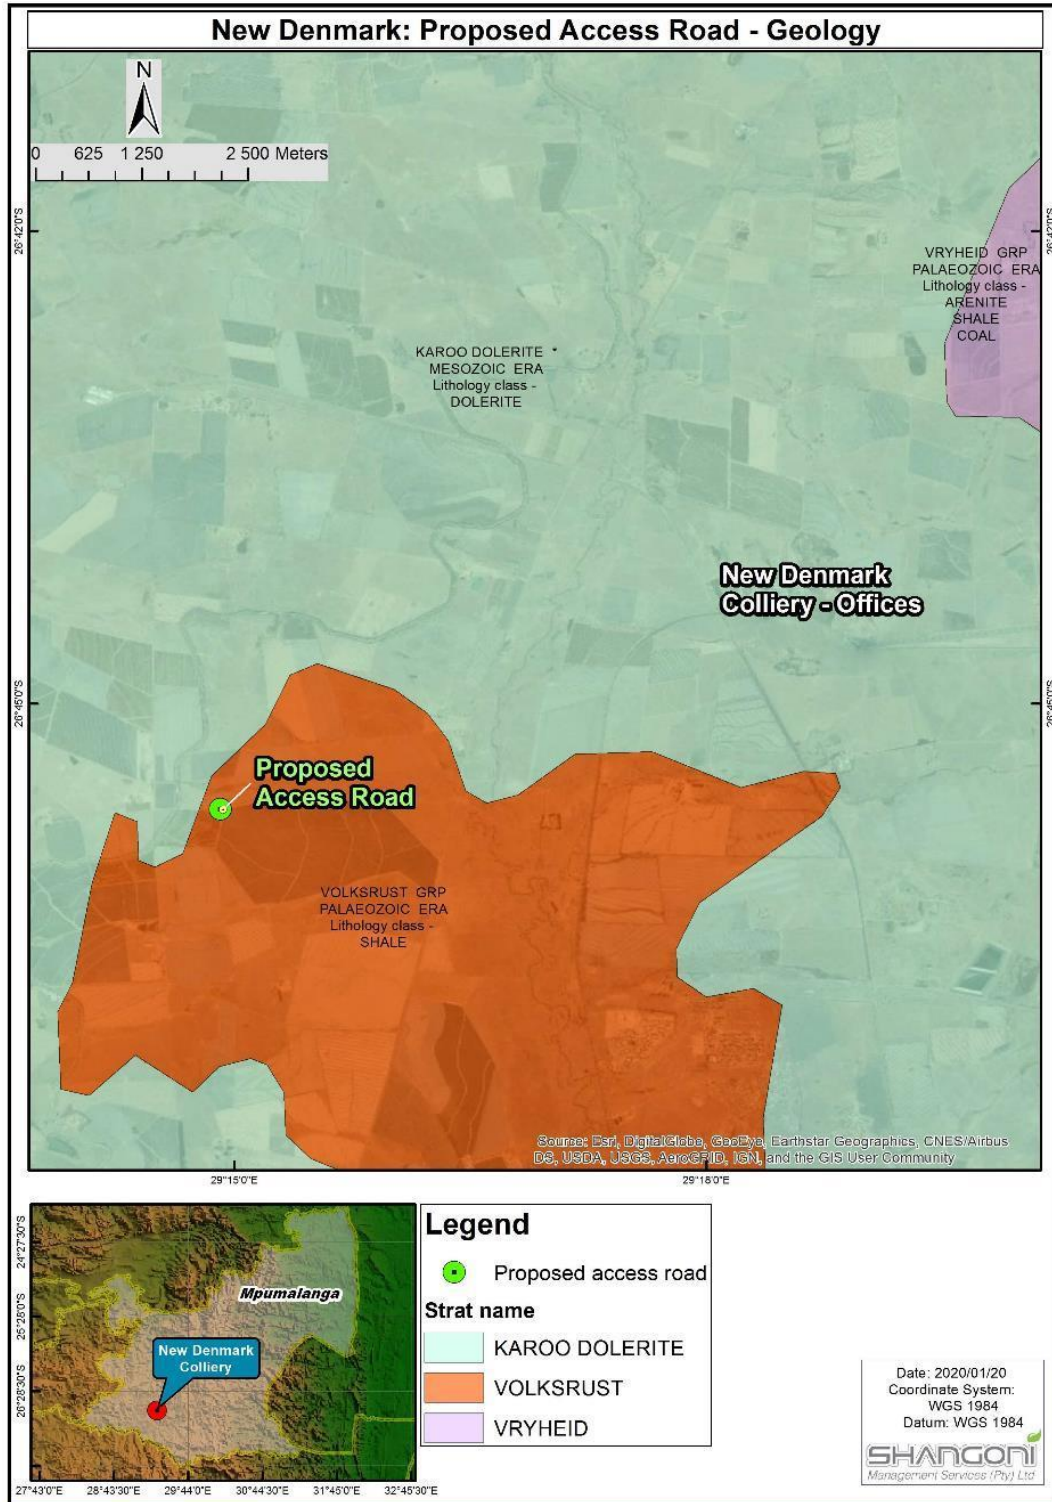 New Denmark: Proposed Access Road - Geology
N
0 625 1 250 2 500 Meters
26°42'0"S
26°42'0"S
VRYHEID GRP
PALAEOZOIC ERA
Lithology class -
ARENITE
SHALE
COAL
KAROO DOLERITE
MESOZOIC ERA
Lithology class -
DOLERITE
New Denmark
Colliery - Offices
26°45'0"S
26°45'0"S
Proposed
Access Road
VOLKSRUST GRP
PALAEOZOIC ERA
Lithology class -
SHALE
Source: Esri, DigitalGlobe, GeoEye, Earthstar Geographics, CNES/Airbus
DS, USDA, USGS, AeroGRID, IGN, and the GIS User Community
29°15'0"E 29°18'0"E
24°27'30"S
25°28'0"S
26°28'30"S
Mpumalanga
New Denmark
Colliery
27°43'0"E 28°43'30"E 29°44'0"E 30°44'30"E 31°45'0"E 32°45'30"E
Legend
Proposed access road
Strat name
KAROO DOLERITE
VOLKSRUST
VRYHEID
Date: 2020/01/20
Coordinate System:
WGS 1984
Datum: WGS 1984
SHANGONI
Management Services (Pty) Ltd